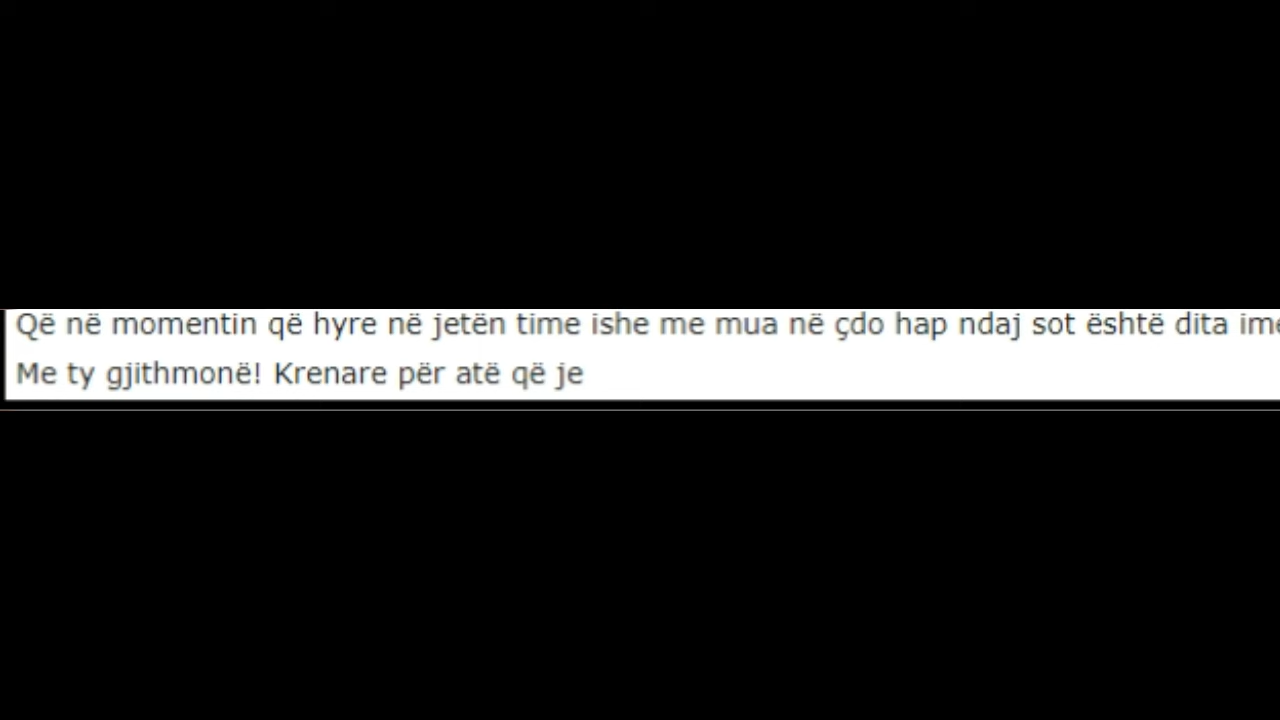 Që në momentin që hyre në jetën time ishe me mua në çdo hap ndaj sot është dita ime
Me ty gjithmonë! Krenare për atë që je